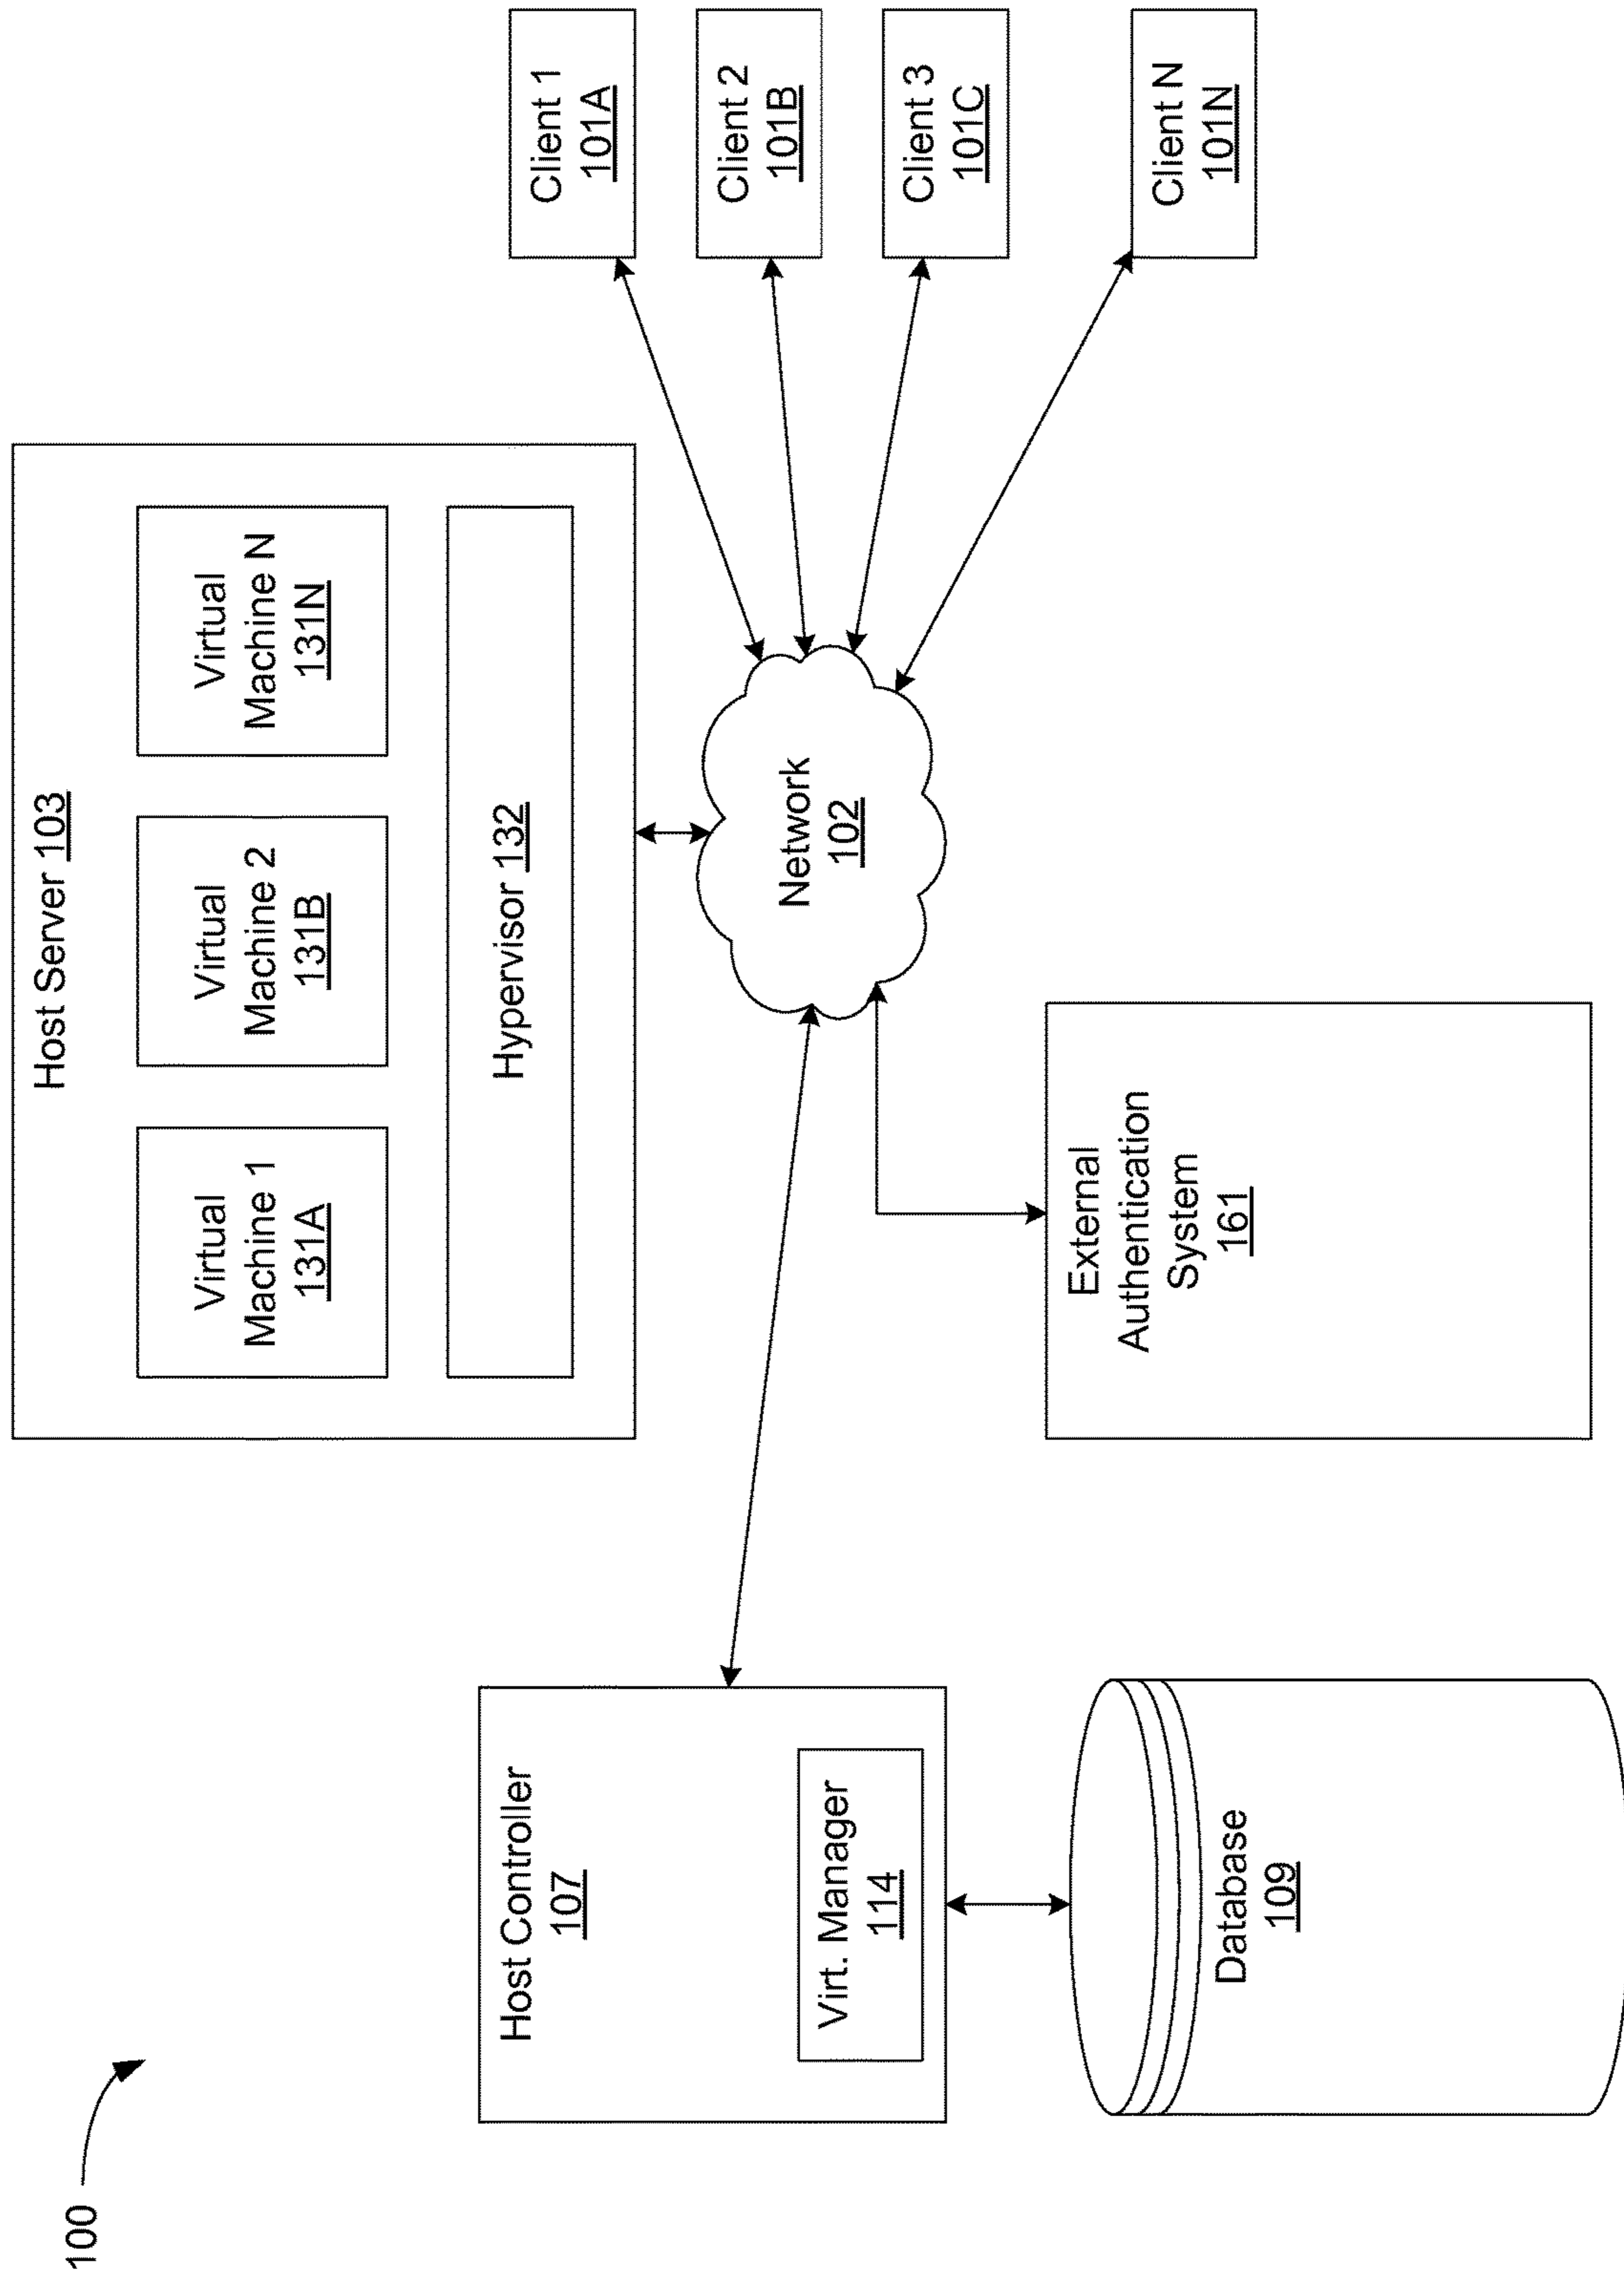 100
Host Server 103
Virtual
Machine 1
131A
Virtual
Machine 2
131B
Virtual
Machine N
131N
Hypervisor 132
Host Controller
107
Virt. Manager
114
Database
109
Network
102
External
Authentication
System
161
Client 1
101A
Client 2
101B
Client 3
101C
Client N
101N